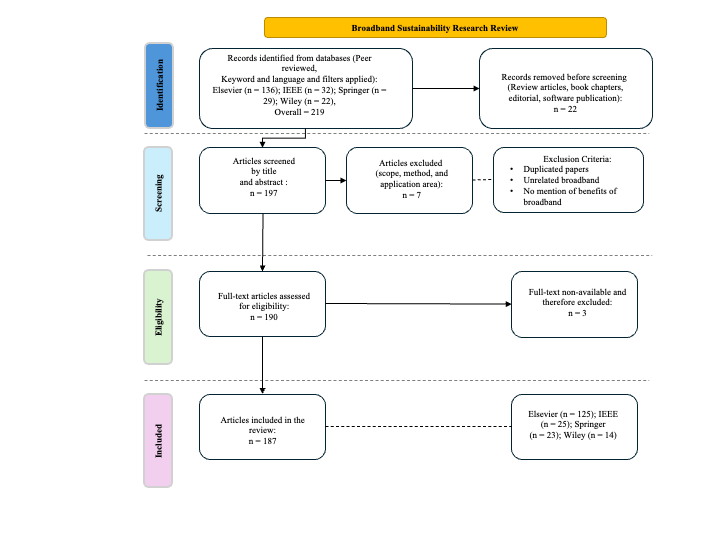 Broadband Sustainability Research Review
Identification
Records identified from databases (Peer
reviewed,
Keyword and language and filters applied):
Elsevier (n = 136); IEEE (n = 32); Springer (n =
29); Wiley (n = 22),
Overall = 219
Records removed before screening
(Review articles, book chapters,
editorial, software publication):
n = 22
Screening
Articles screened
by title
and abstract :
n = 197
Articles excluded
(scope, method, and
application area):
n = 7
Exclusion Criteria:
• Duplicated papers
• Unrelated broadband
• No mention of benefits of
broadband
Eligibility
Full-text articles assessed
for eligibility:
n = 190
Full-text non-available and
therefore excluded:
n = 3
Included
Articles included in the
review:
n = 187
Elsevier (n = 125); IEEE
(n = 25); Springer
(n = 23); Wiley (n = 14)